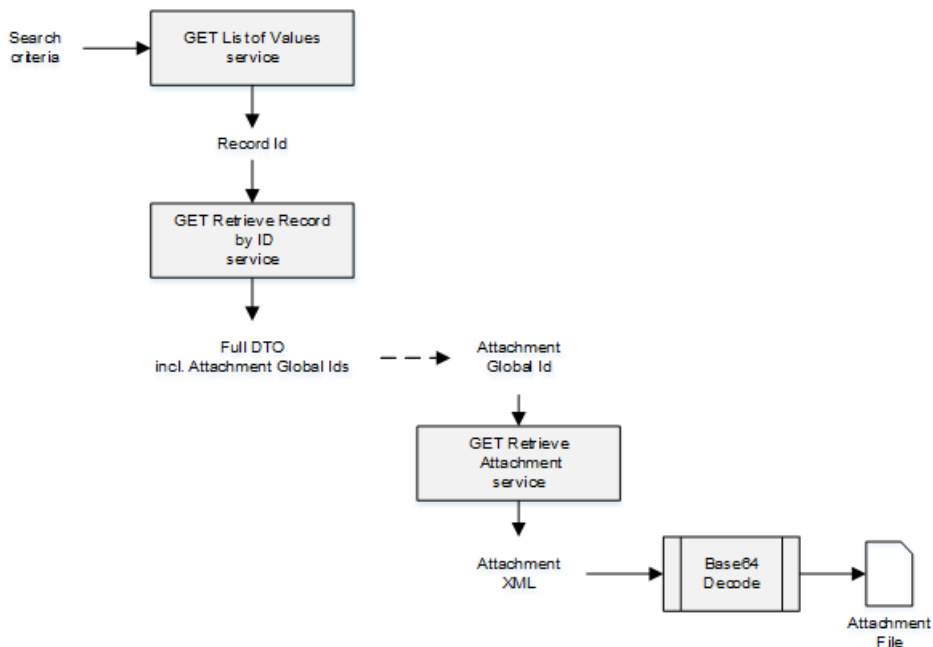 Search
criteria
GET List of Values
service
Record Id
GET Retrieve Record
by ID
service
Full DTO
incl. Attachment Global Ids
Attachment
Global Id
GET Retrieve
Attachment
service
Attachment
XML
Base64
Decode
Attachment
File